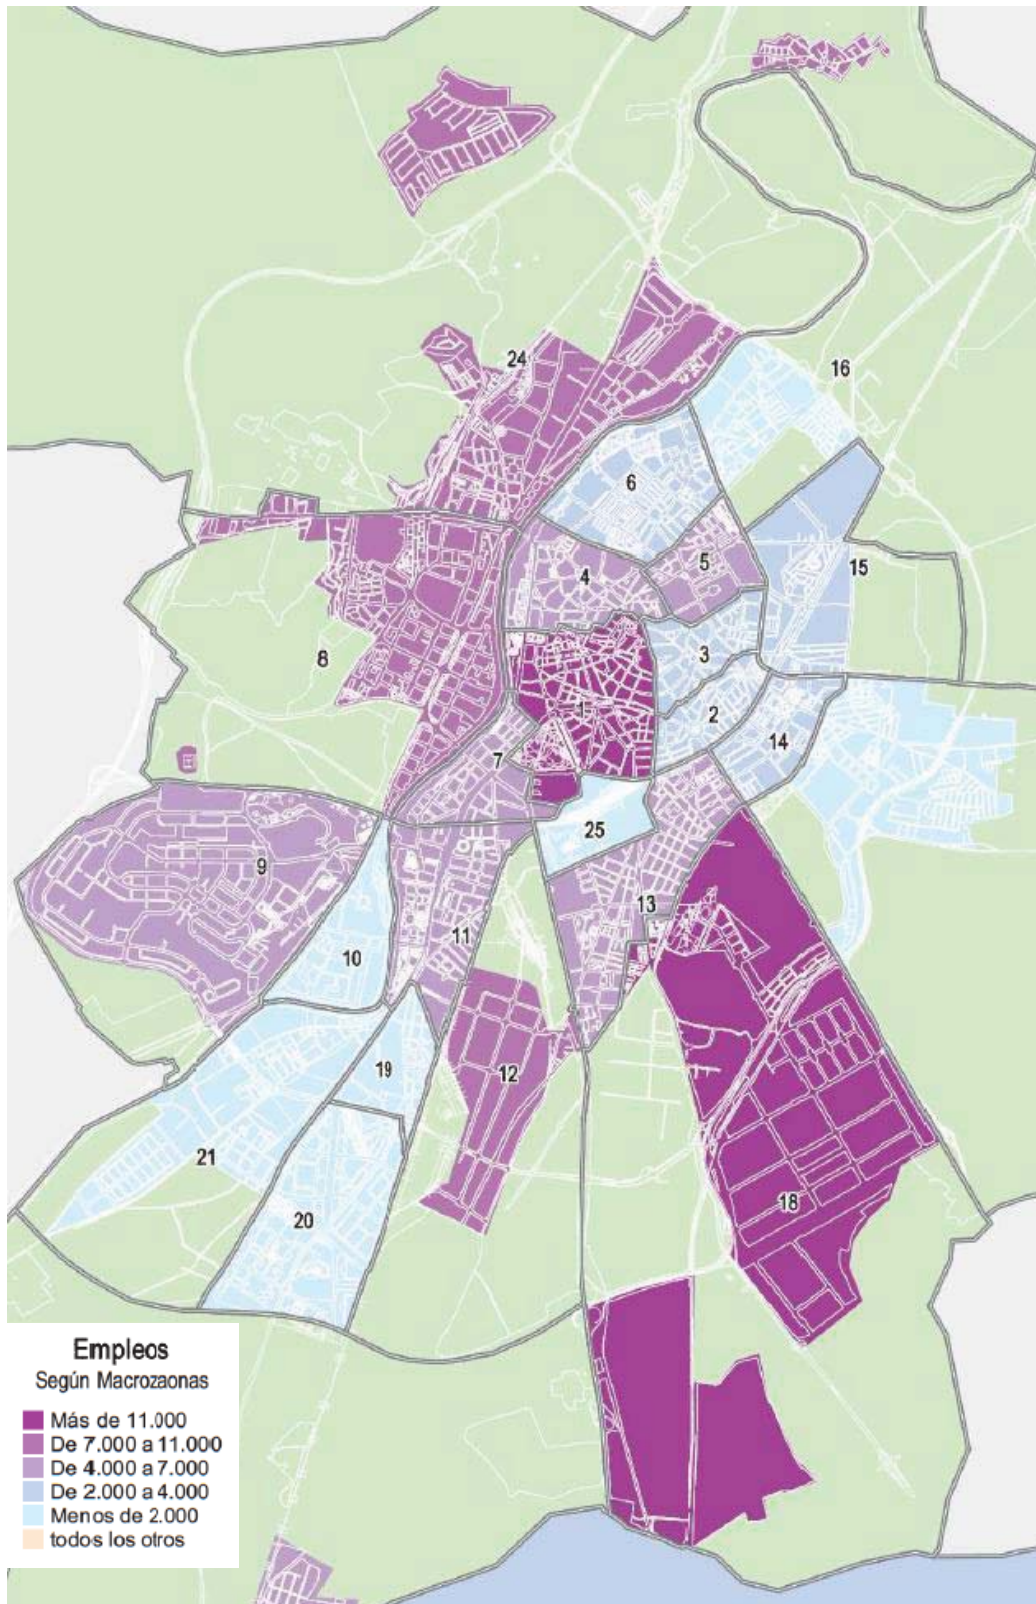 24
16
6
5
4
15
8
3
1
2
14
7
25
9
13
11
10
12
19
21
18
20
Empleos
Según Macrozaonas
Más de 11.000
De 7.000 a 11.000
De 4.000 a 7.000
De 2.000 a 4.000
Menos de 2.000
todos los otros